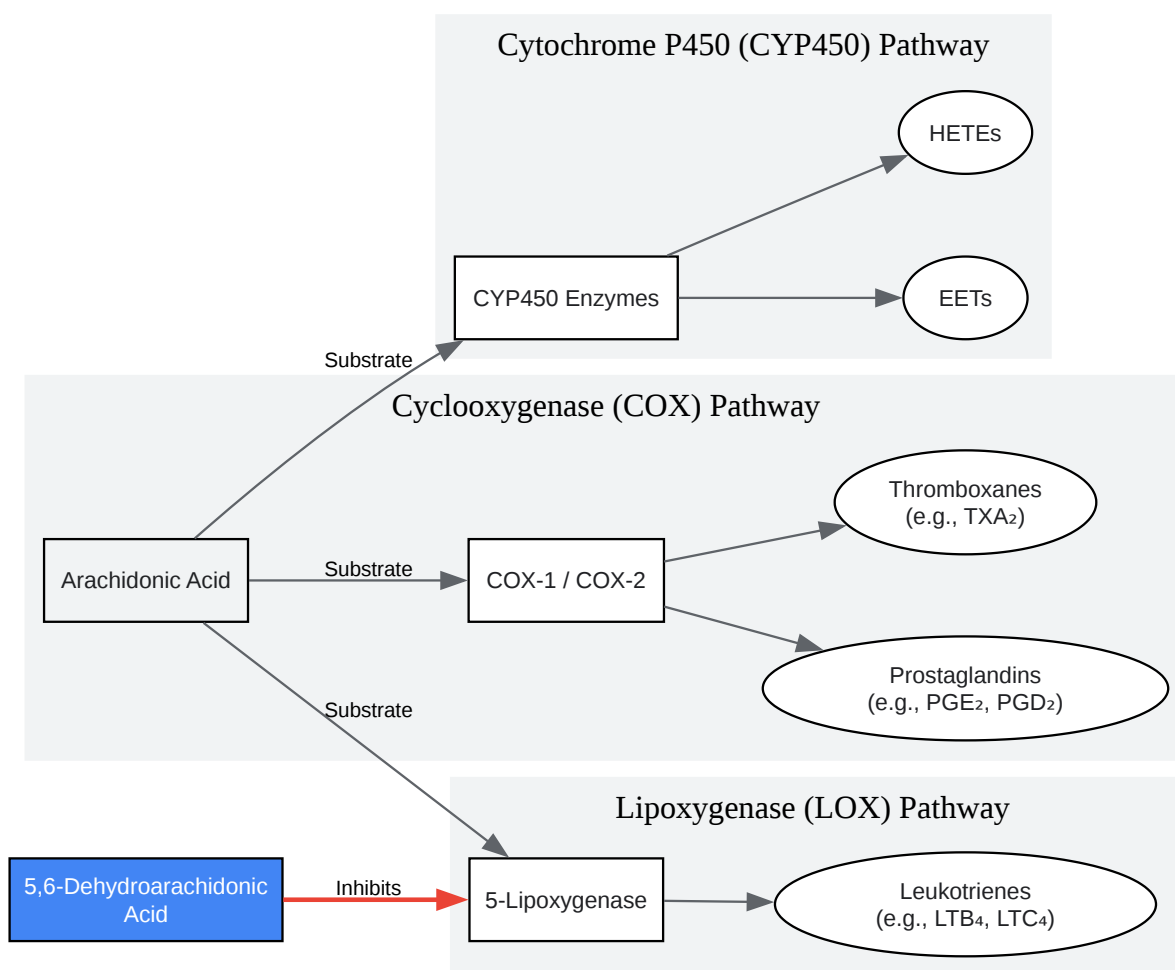 Cytochrome P450 (CYP450) Pathway
HETEs
CYP450 Enzymes
EETs
Substrate
Cyclooxygenase (COX) Pathway
Thromboxanes
(e.g., TXA₂)
Arachidonic Acid
Substrate
COX-1 / COX-2
Prostaglandins
(e.g., PGE₂, PGD₂)
Substrate
Lipoxygenase (LOX) Pathway
5,6-Dehydroarachidonic
Acid
Inhibits
5-Lipoxygenase
Leukotrienes
(e.g., LTB₄, LTC₄)